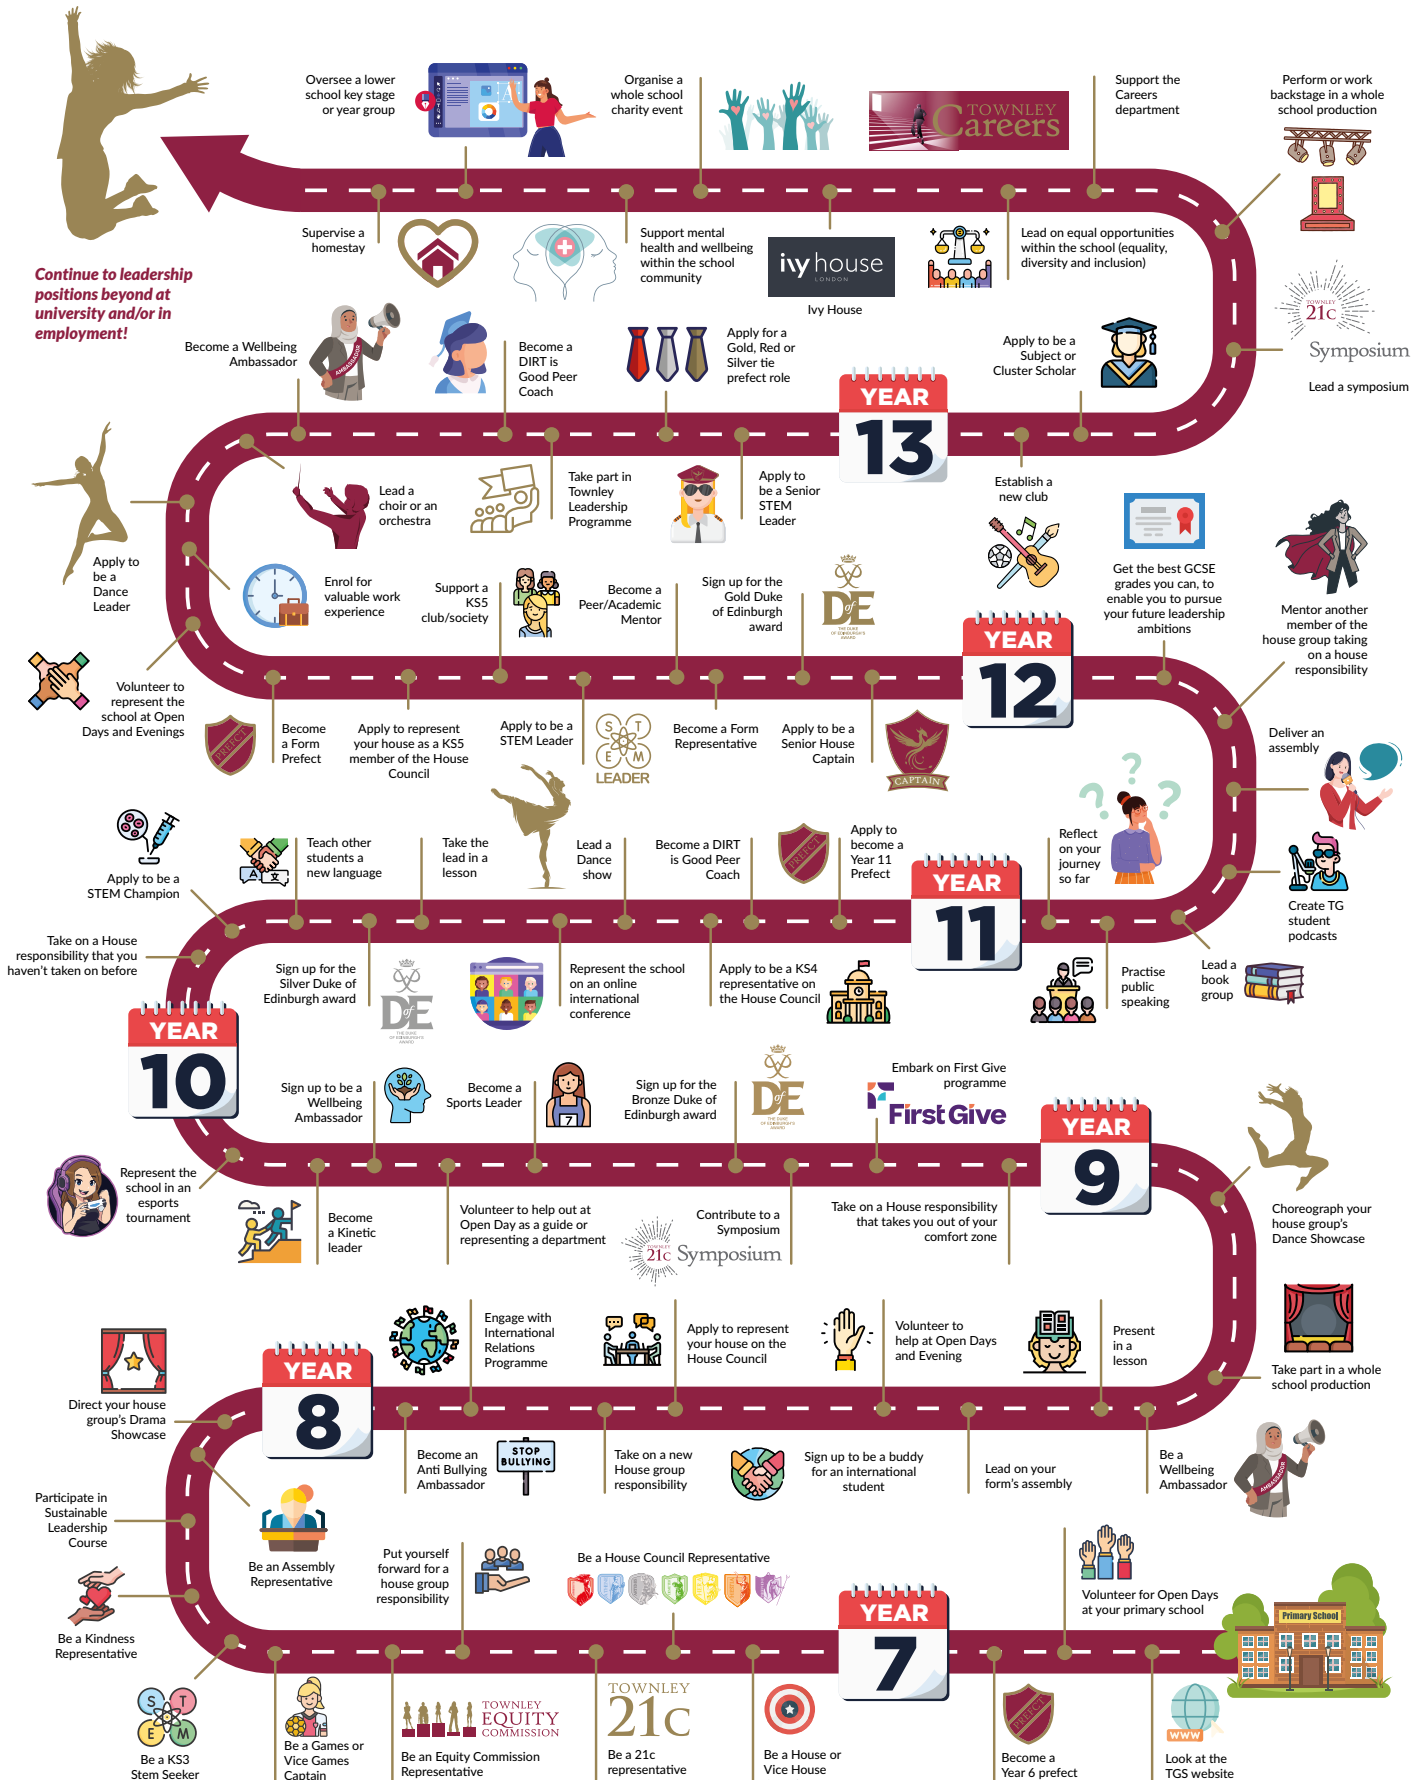 Oversee a lower
school key stage
or year group
Organise a
whole school
charity event
TOWNLEY
Careers
Support the
Careers
department
Perform or work
backstage in a whole
school production
Supervise a
homestay
Support mental
health and wellbeing
within the school
community
ivy house
LONDON
Ivy House
Lead on equal opportunities
within the school (equality,
diversity and inclusion)
Continue to leadership
positions beyond at
university and/or in
employment!
TOWNLEY
21C
Symposium
Lead a symposium
Become a Wellbeing
Ambassador
AMBASSADOR
Become a
DIRT is
Good Peer
Coach
Apply for a
Gold, Red or
Silver tie
prefect role
YEAR
13
Apply to be a
Subject or
Cluster Scholar
Lead a
choir or an
orchestra
Take part in
Townley
Leadership
Programme
Apply to
be a Senior
STEM
Leader
Establish a
new club
Apply to
be a
Dance
Leader
Enrol for
valuable work
experience
Support a
KS5
club/society
Become a
Peer/Academic
Mentor
Sign up for the
Gold Duke
of Edinburgh
award
DofE
THE DUKE
OF EDINBURGH'S
AWARD
YEAR
12
Get the best GCSE
grades you can, to
enable you to pursue
your future leadership
ambitions
Mentor another
member of the
house group taking
on a house
responsibility
Volunteer to
represent the
school at Open
Days and Evenings
PREFECT
Become
a Form
Prefect
Apply to represent
your house as a KS5
member of the House
Council
Apply to be a
STEM Leader
S T
E M
LEADER
Become a Form
Representative
Apply to be a
Senior House
Captain
CAPTAIN
Deliver an
assembly
Apply to be a
STEM Champion
Teach other
students a
new language
A 文
Take the
lead in a
lesson
Lead a
Dance
show
Become a DIRT
is Good Peer
Coach
PREFECT
Apply to
become a
Year 11
Prefect
YEAR
11
Reflect
on your
journey
so far
? ? ?
Create TG
student
podcasts
Take on a House
responsibility that you
haven't taken on before
Sign up for the
Silver Duke of
Edinburgh award
DofE
THE DUKE
OF EDINBURGH'S
AWARD
Represent the school
on an online
international
conference
Apply to be a KS4
representative on
the House Council
Practise
public
speaking
Lead a
book
group
YEAR
10
Sign up to be a
Wellbeing
Ambassador
Become a
Sports Leader
7
Sign up for the
Bronze Duke of
Edinburgh award
DofE
THE DUKE
OF EDINBURGH'S
AWARD
Embark on First Give
programme
First Give
YEAR
9
Represent the
school in an
esports
tournament
Become
a Kinetic
leader
Volunteer to help out at
Open Day as a guide or
representing a department
Contribute to a
Symposium
TOWNLEY
21C
Symposium
Take on a House responsibility
that takes you out of your
comfort zone
Choreograph your
house group's
Dance Showcase
Engage with
International
Relations
Programme
Apply to represent
your house on the
House Council
Volunteer to
help at Open Days
and Evening
Present
in a
lesson
Take part in a whole
school production
YEAR
8
Direct your house
group's Drama
Showcase
Become an
Anti Bullying
Ambassador
STOP
BULLYING
Take on a new
House group
responsibility
Sign up to be a buddy
for an international
student
Lead on your
form's assembly
Be a
Wellbeing
Ambassador
AMBASSADOR
Participate in
Sustainable
Leadership
Course
Be an Assembly
Representative
Put yourself
forward for a
house group
responsibility
Be a House Council Representative
YEAR
7
Volunteer for Open Days
at your primary school
Primary School
Be a Kindness
Representative
S T
E M
Be a KS3
Stem Seeker
Be a Games or
Vice Games
Captain
TOWNLEY
EQUITY
COMMISSION
Be an Equity Commission
Representative
TOWNLEY
21C
Be a 21c
representative
Be a House or
Vice House
PREFECT
Become a
Year 6 prefect
WWW
Look at the
TGS website